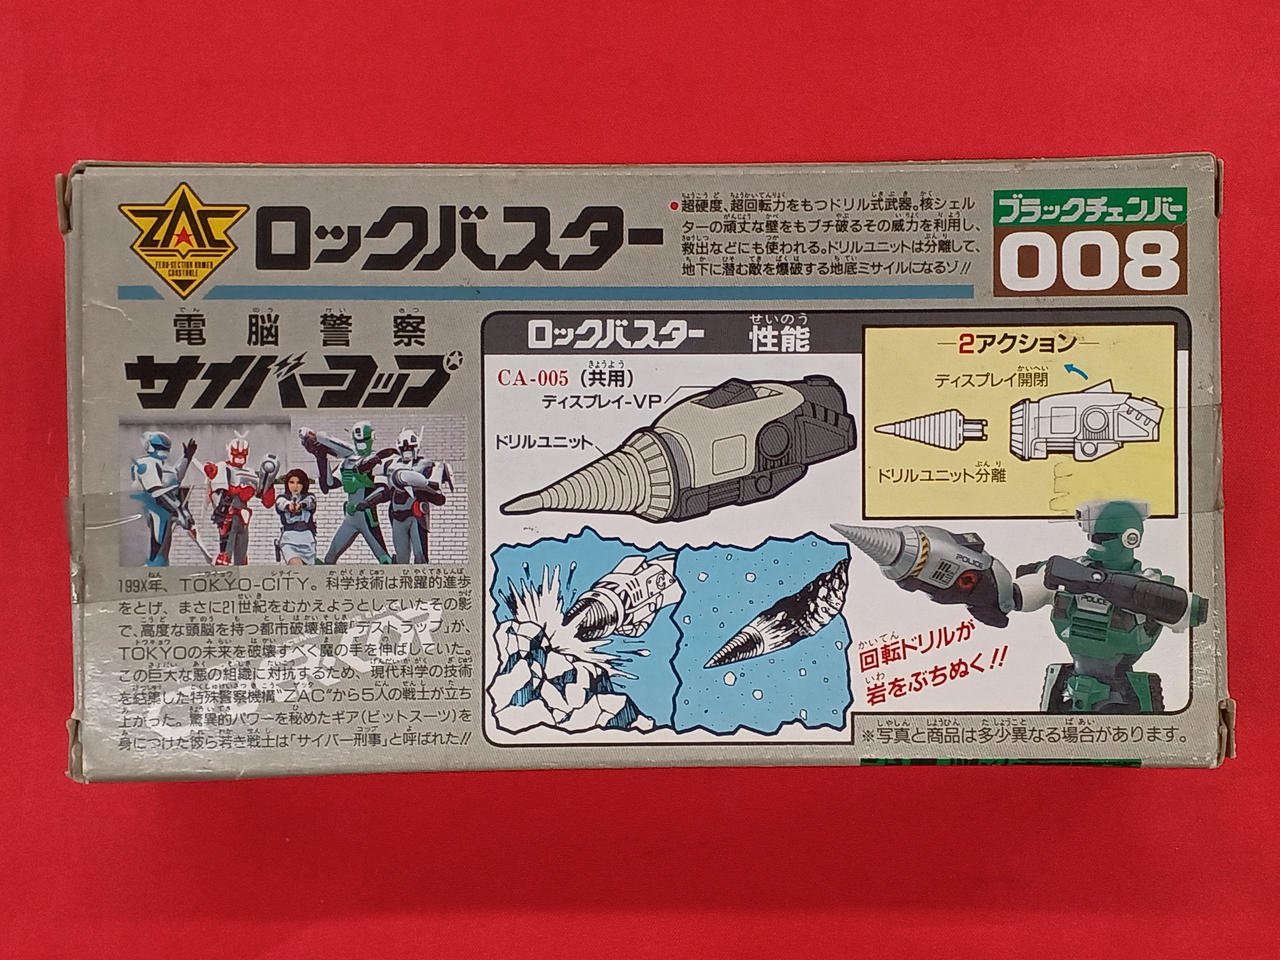 ZAC
ZERO-SECTION ARMED
CONSTABLE
ロックバスター
●超硬度、超回転力をもつドリル式武器。核シェル
ターの頑丈な壁をもブチ破るその威力を利用し、
救出などにも使われる。ドリルユニットは分離して、
地下に潜む敵を爆破する地底ミサイルになるゾ!!
ブラックチェンバー
008
電脳警察
サイバーコップ
199X年、TOKYO-CITY。科学技術は飛躍的進歩
をとげ、まさに21世紀をむかえようとしていたその影
で、高度な頭脳を持つ都市破壊組織「デストラップ」が、
TOKYOの未来を破壊すべく魔の手を伸ばしていた。
この巨大な悪の組織に対抗するため、現代科学の技術
を結集した特殊警察機構"ZAC"から5人の戦士が立ち
上がった。驚異的パワーを秘めたギア(ビットスーツ)を
身につけた彼ら若き戦士は「サイバー刑事」と呼ばれた!!
ロックバスター 性能
CA-005 (共用)
ディスプレイ-VP
ドリルユニット
2アクション
ディスプレイ開閉
ドリルユニット分離
POLICE
POLICE
回転ドリルが
岩をぶちぬく!!
※写真と商品は多少異なる場合があります。